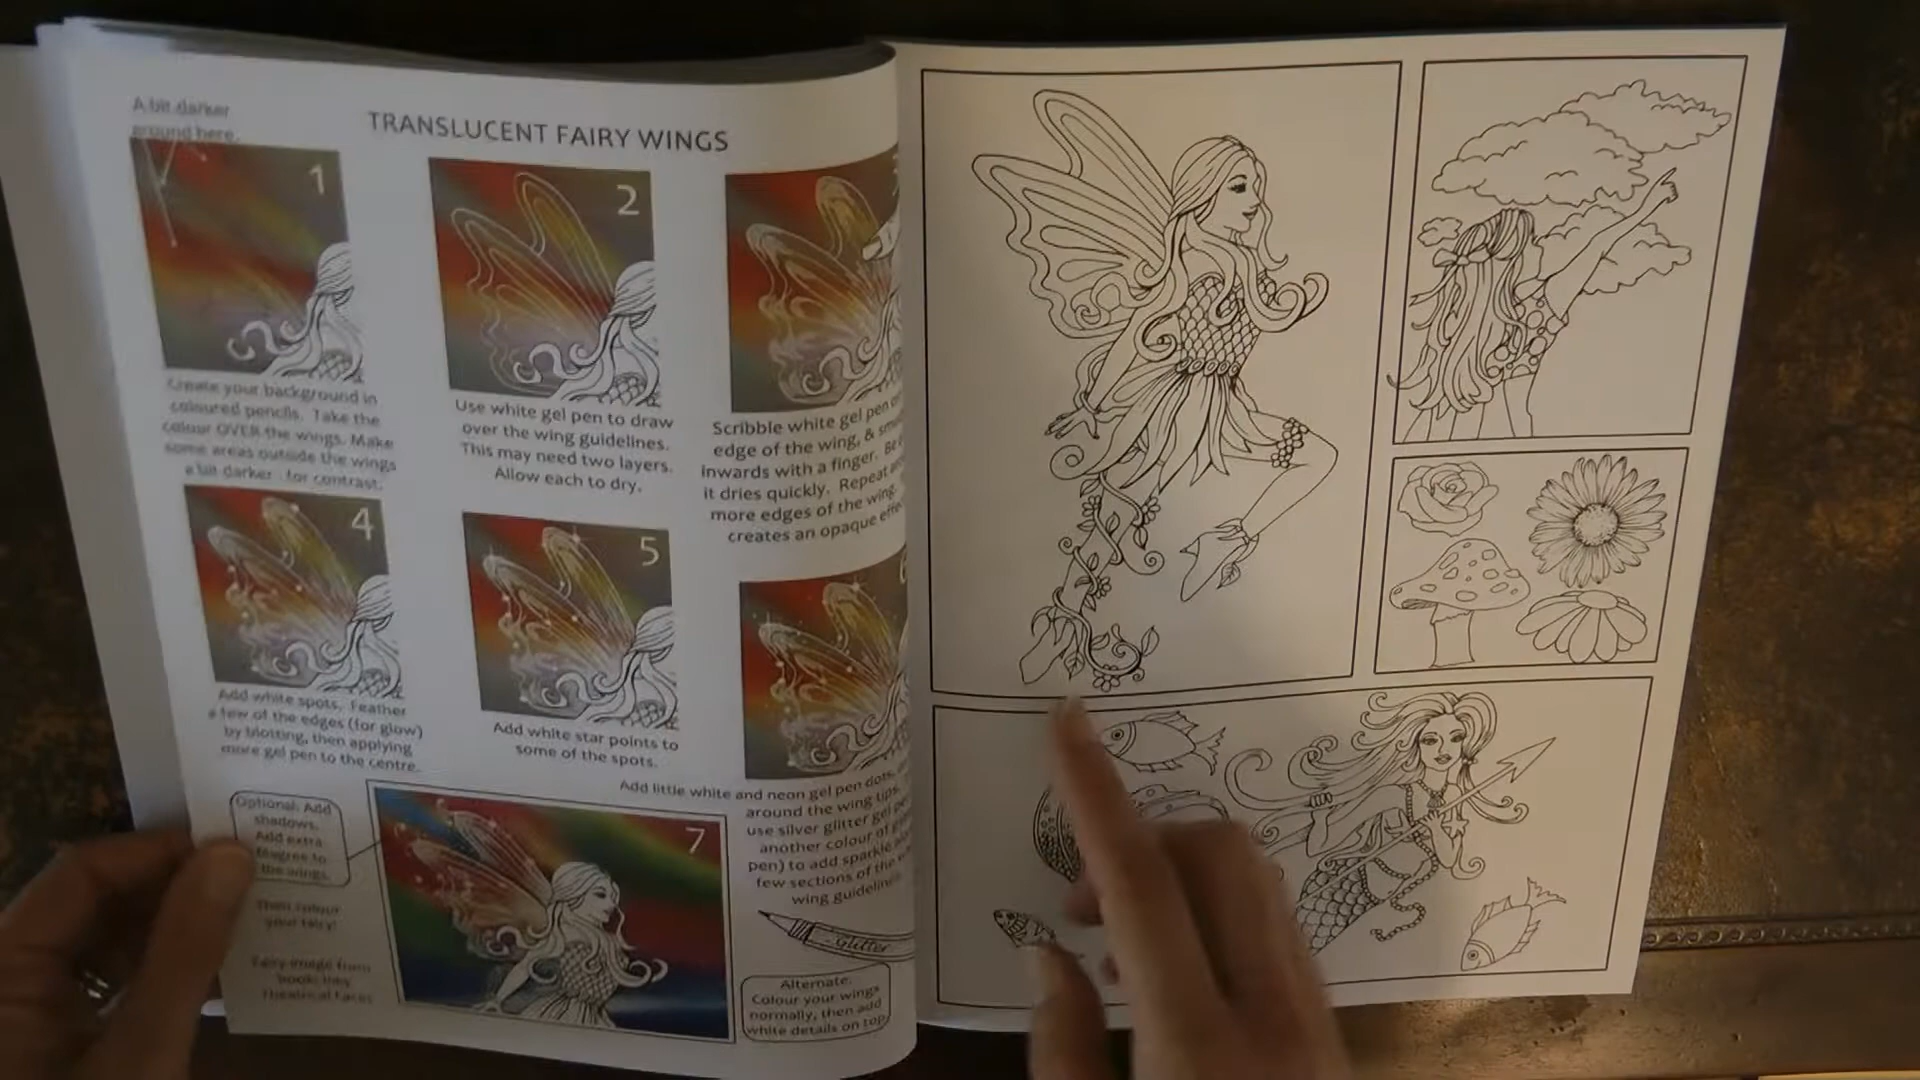 A bit darker
around here.
TRANSLUCENT FAIRY WINGS
1
2
3
Create your background in
coloured pencils. Take the
colour OVER the wings. Make
some areas outside the wings
a bit darker - for contrast.
Use white gel pen to draw
over the wing guidelines.
This may need two layers.
Allow each to dry.
Scribble white gel pen
edge of the wing, &
inwards with a finger.
it dries quickly. Repeat
more edges of the wing.
creates an opaque
4
5
6
Add white spots. Feather
a few of the edges (for glow)
by blotting, then applying
more gel pen to the centre.
Add white star points to
some of the spots.
Add little white and neon gel pen dots,
around the wing tips.
use silver glitter gel
another colour of
pen) to add sparkle
few sections of the
wing guidelines
Optional: Add
shadows.
Add extra
filagree to
the wings.
Then colour
your fairy!
Fairy image from
book:
Theatrical Faces
7
Glitter
Alternate:
Colour your wings
normally, then add
white details on top